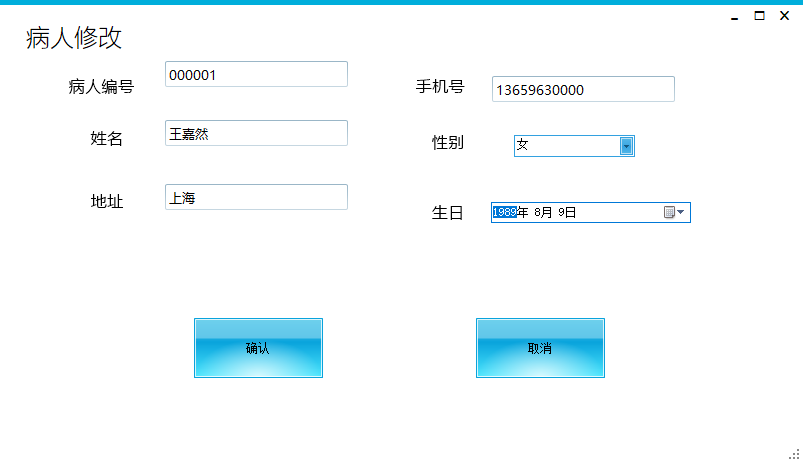 病人修改
病人编号 000001 手机号 13659630000
姓名 王嘉然 性别 女
地址 上海 生日 1989年 8月 9日
确认 取消